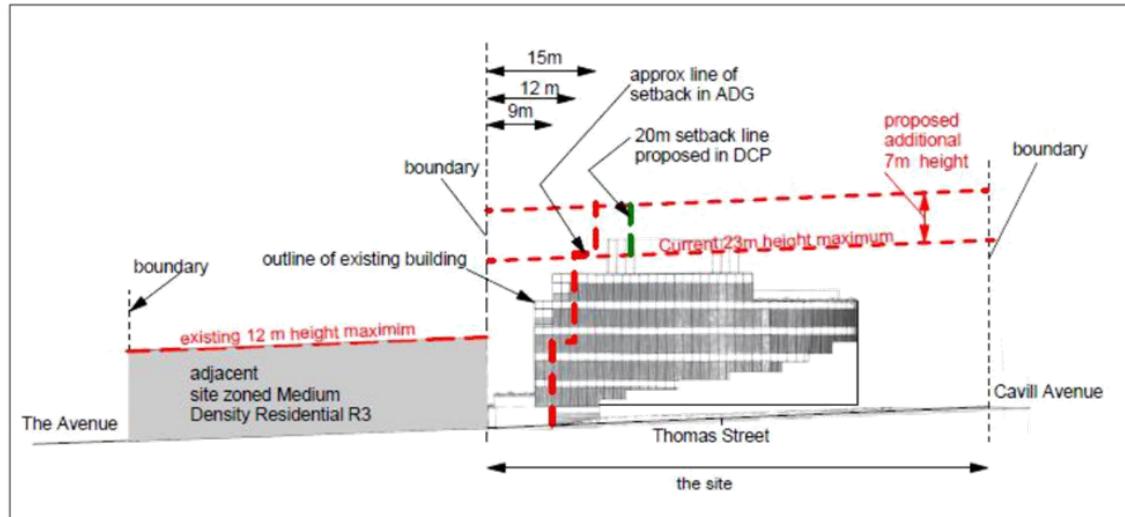 15m
12 m
9m
approx line of
setback in ADG
20m setback line
proposed in DCP
proposed
additional
7m height
boundary
boundary
Current 23m height maximum
outline of existing building
boundary
existing 12 m height maximim
adjacent
site zoned Medium
Density Residential R3
The Avenue
Cavill Avenue
Thomas Street
the site